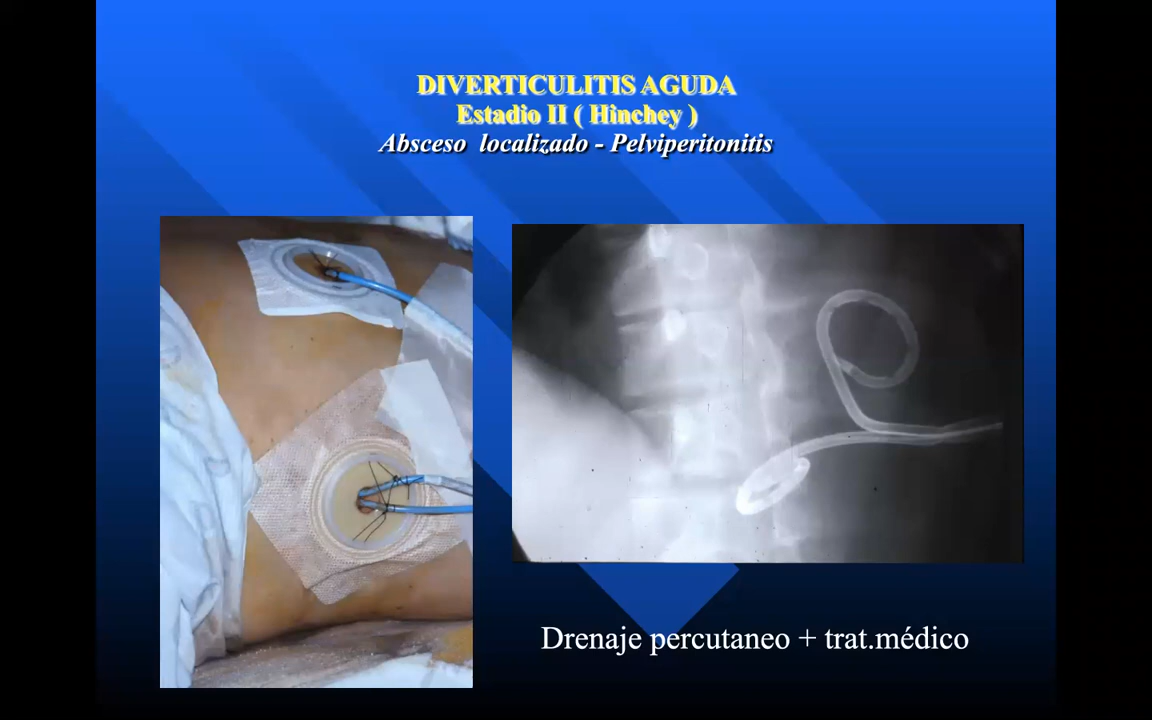 DIVERTICULITIS AGUDA
Estadio II ( Hinchey )
Absceso localizado - Pelviperitonitis
Drenaje percutaneo + trat.médico